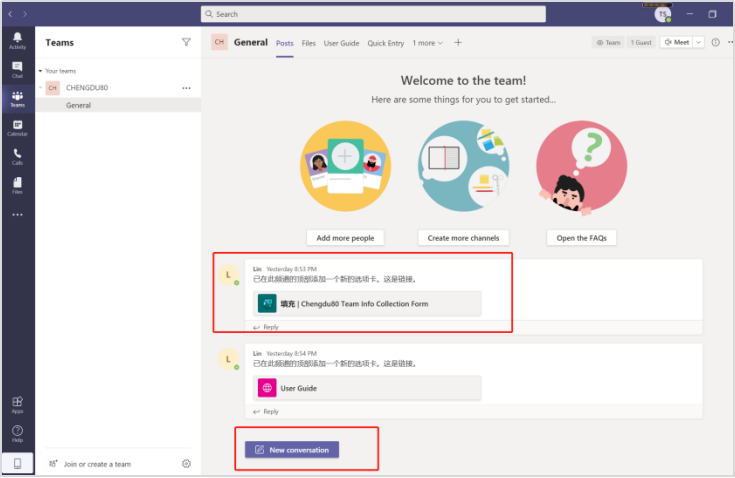 Search
TS
Activity
Chat
Teams
Calendar
Calls
Files
Apps
Help
Teams
Your teams
CH CHENGDU80
General
Join or create a team
CH General Posts Files User Guide Quick Entry 1 more +
Team 1 Guest Meet
Welcome to the team!
Here are some things for you to get started...
Add more people
Create more channels
Open the FAQs
L
Lin Yesterday 8:53 PM
已在此频道的顶部添加一个新的选项卡。这是链接。
填充 | Chengdu80 Team Info Collection Form
Reply
L
Lin Yesterday 8:54 PM
已在此频道的顶部添加一个新的选项卡。这是链接。
User Guide
Reply
New conversation